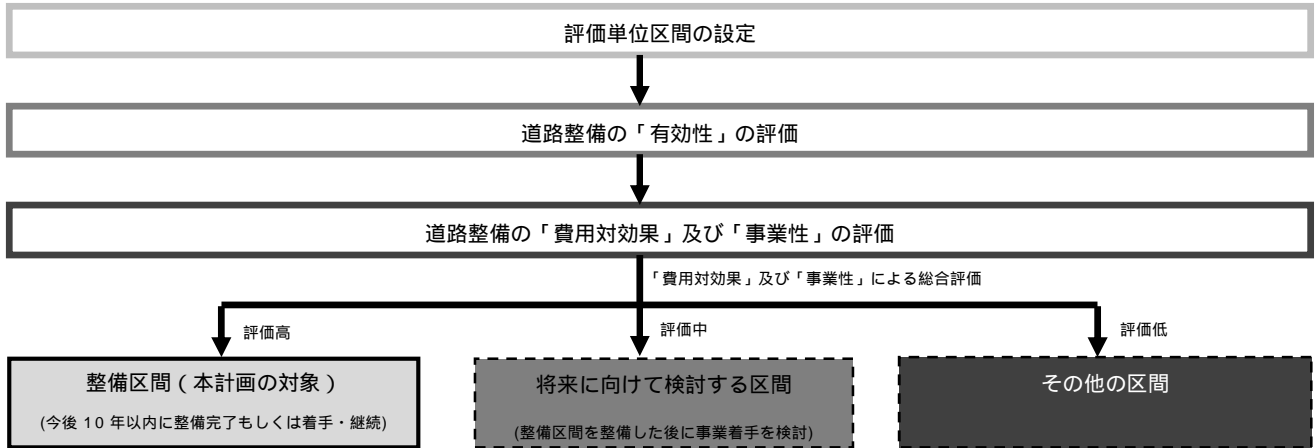 評価単位区間の設定
道路整備の「有効性」の評価
道路整備の「費用対効果」及び「事業性」の評価
「費用対効果」及び「事業性」による総合評価
評価高
評価中
評価低
整備区間(本計画の対象)
(今後 10 年以内に整備完了もしくは着手・継続)
将来に向けて検討する区間
(整備区間を整備した後に事業着手を検討)
その他の区間